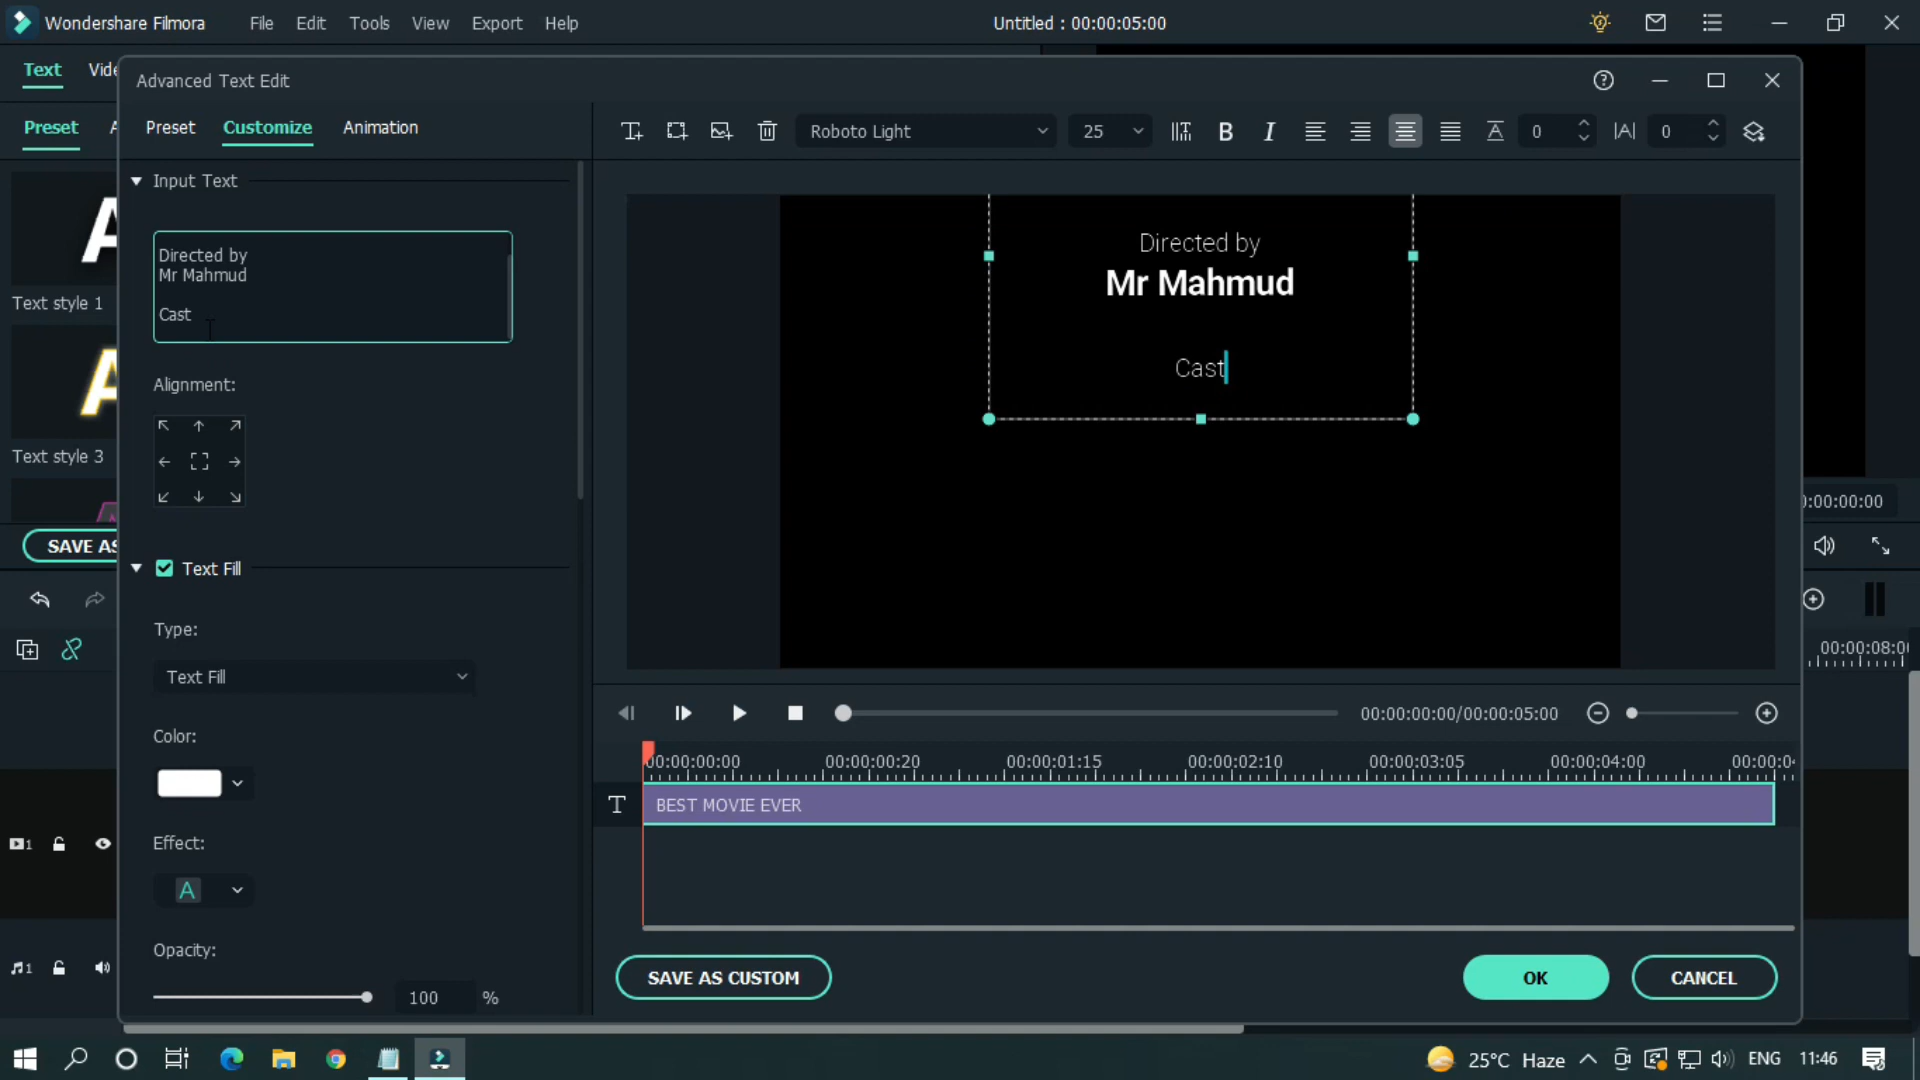 Wondershare Filmora
File
Edit
Tools
View
Export
Help
Untitled : 00:00:05:00
Text
Advanced Text Edit
Preset
Preset
Customize
Animation
Roboto Light
25
B
I
0
0
Input Text
Directed by
Mr Mahmud
Cast
Directed by
Mr Mahmud
Cast
Text style 1
Text style 3
Alignment:
SAVE AS
Text Fill
Type:
Text Fill
Color:
Effect:
A
Opacity:
100 %
00:00:00:00/00:00:05:00
00:00:00:00
00:00:00:20
00:00:01:15
00:00:02:10
00:00:03:05
00:00:04:00
T
BEST MOVIE EVER
SAVE AS CUSTOM
OK
CANCEL
25°C Haze
ENG
11:46